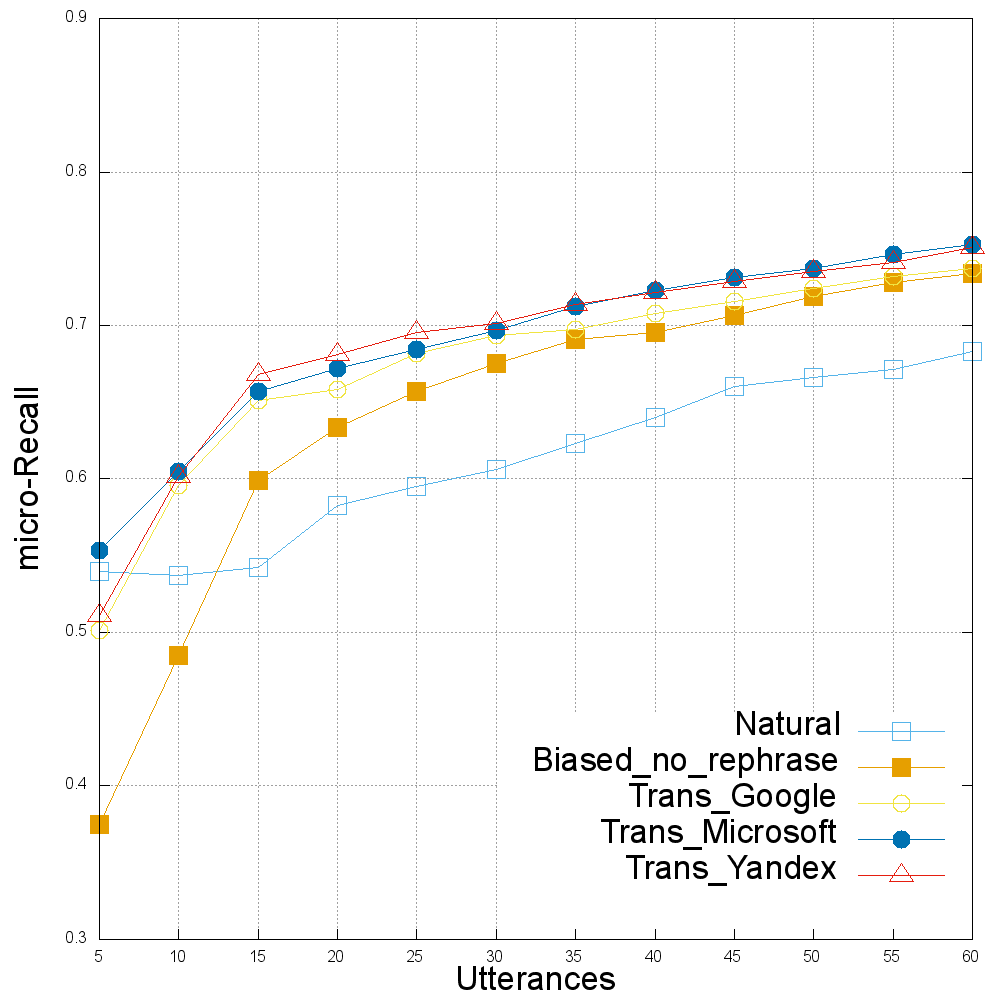 0.9
0.8
0.7
0.6
0.5
0.4
0.3
micro-Recall
Natural
Biased_no_rephrase
Trans_Google
Trans_Microsoft
Trans_Yandex
5 10 15 20 25 30 35 40 45 50 55 60
Utterances